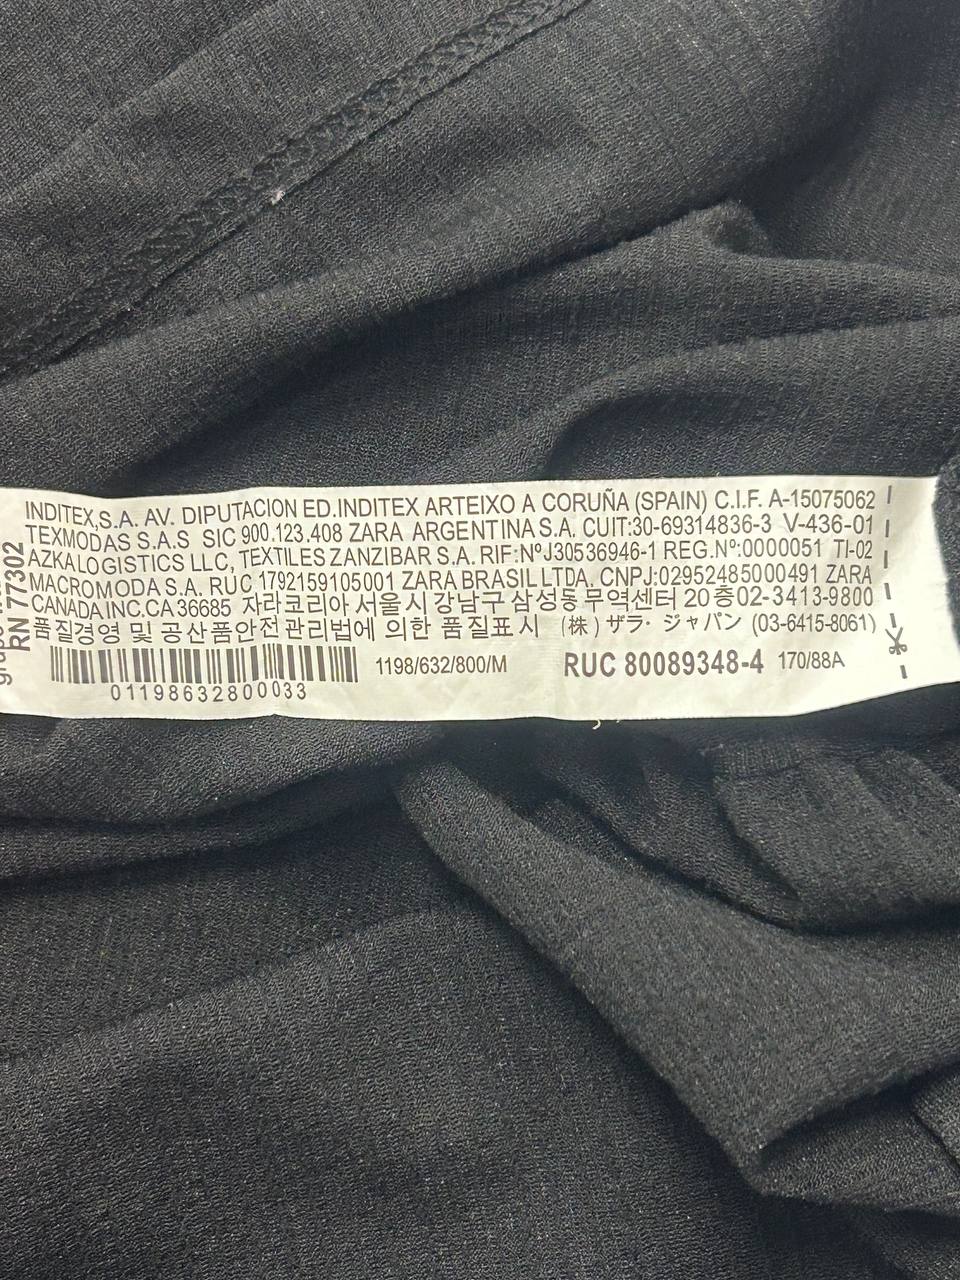 INDITEX,S.A. AV. DIPUTACION ED.INDITEX ARTEIXO A CORUÑA (SPAIN) C.I.F. A-15075062
TEXMODAS S.A.S SIC 900.123.408 ZARA ARGENTINA S.A. CUIT:30-69314836-3 V-436-01
AZKALOGISTICS LLC, TEXTILES ZANZIBAR S.A. RIF:NºJ30536946-1 REG.Nº:0000051 TI-02
MACROMODA S.A. RUC 1792159105001 ZARA BRASIL LTDA. CNPJ:02952485000491 ZARA
CANADA INC.CA 36685 자라코리아 서울시 강남구 삼성동 무역센터 20층 02-3413-9800
품질경영 및 공산품안전관리법에 의한 품질표시 (株) ザラ・ジャパン (03-6415-8061)
1198/632/800/M RUC 80089348-4 170/88A
01198632800033
RN 77302